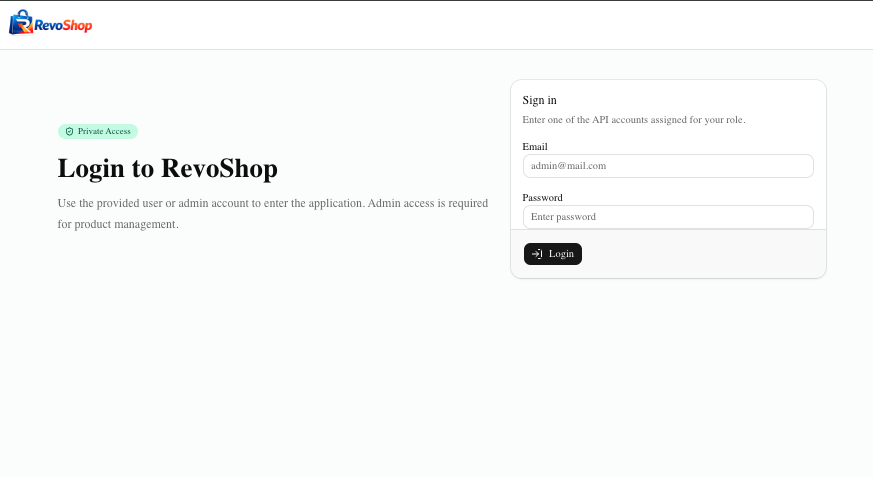 RevoShop
Private Access
Login to RevoShop
Use the provided user or admin account to enter the application. Admin access is required
for product management.
Sign in
Enter one of the API accounts assigned for your role.
Email
admin@mail.com
Password
Enter password
Login